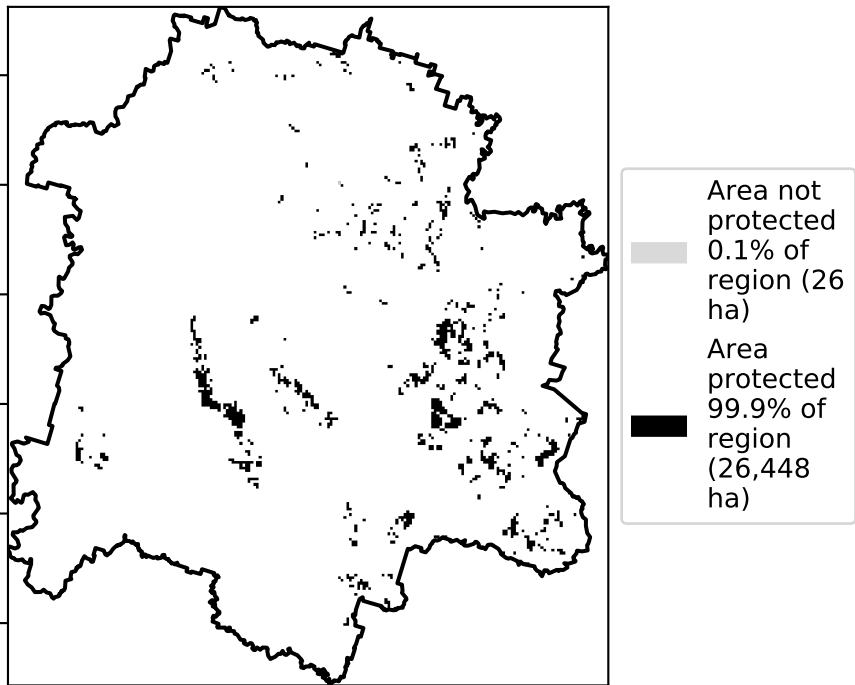 Area not
protected
0.1% of
region (26
ha)
Area
protected
99.9% of
region
(26,448
ha)